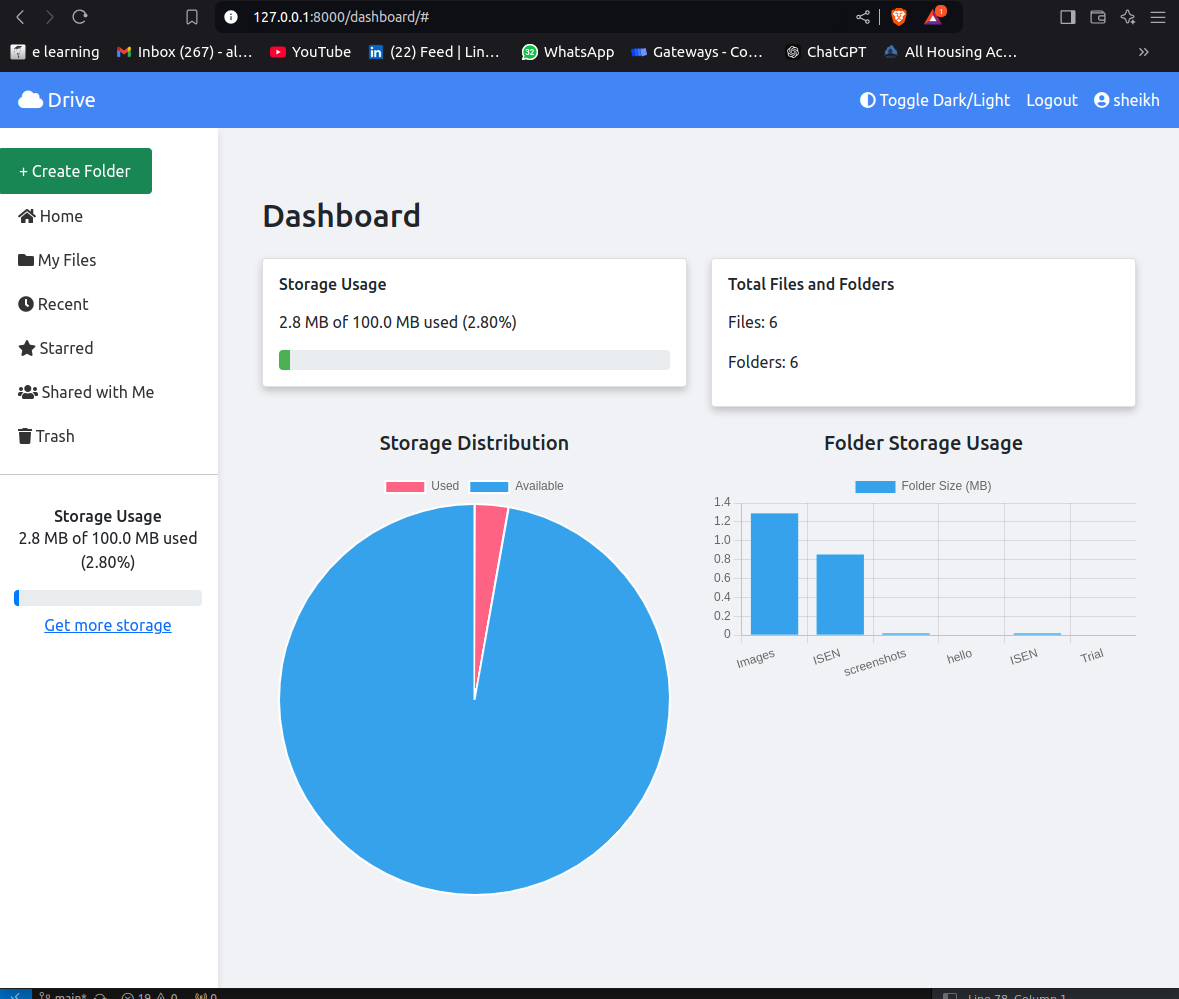 127.0.0.1:8000/dashboard/#
1
e learning
Inbox (267) - al...
YouTube
in (22) Feed | Lin...
32 WhatsApp
Gateways - Co...
ChatGPT
All Housing Ac...
»
Drive
Toggle Dark/Light
Logout
sheikh
+ Create Folder
Home
My Files
Recent
Starred
Shared with Me
Trash
Storage Usage
2.8 MB of 100.0 MB used
(2.80%)
Get more storage
Dashboard
Storage Usage
2.8 MB of 100.0 MB used (2.80%)
Total Files and Folders
Files: 6
Folders: 6
Storage Distribution
Used
Available
Folder Storage Usage
Folder Size (MB)
1.4
1.2
1.0
0.8
0.6
0.4
0.2
0
Images
ISEN
screenshots
hello
ISEN
Trial
main*
19
0
0
Line 78, Column 1